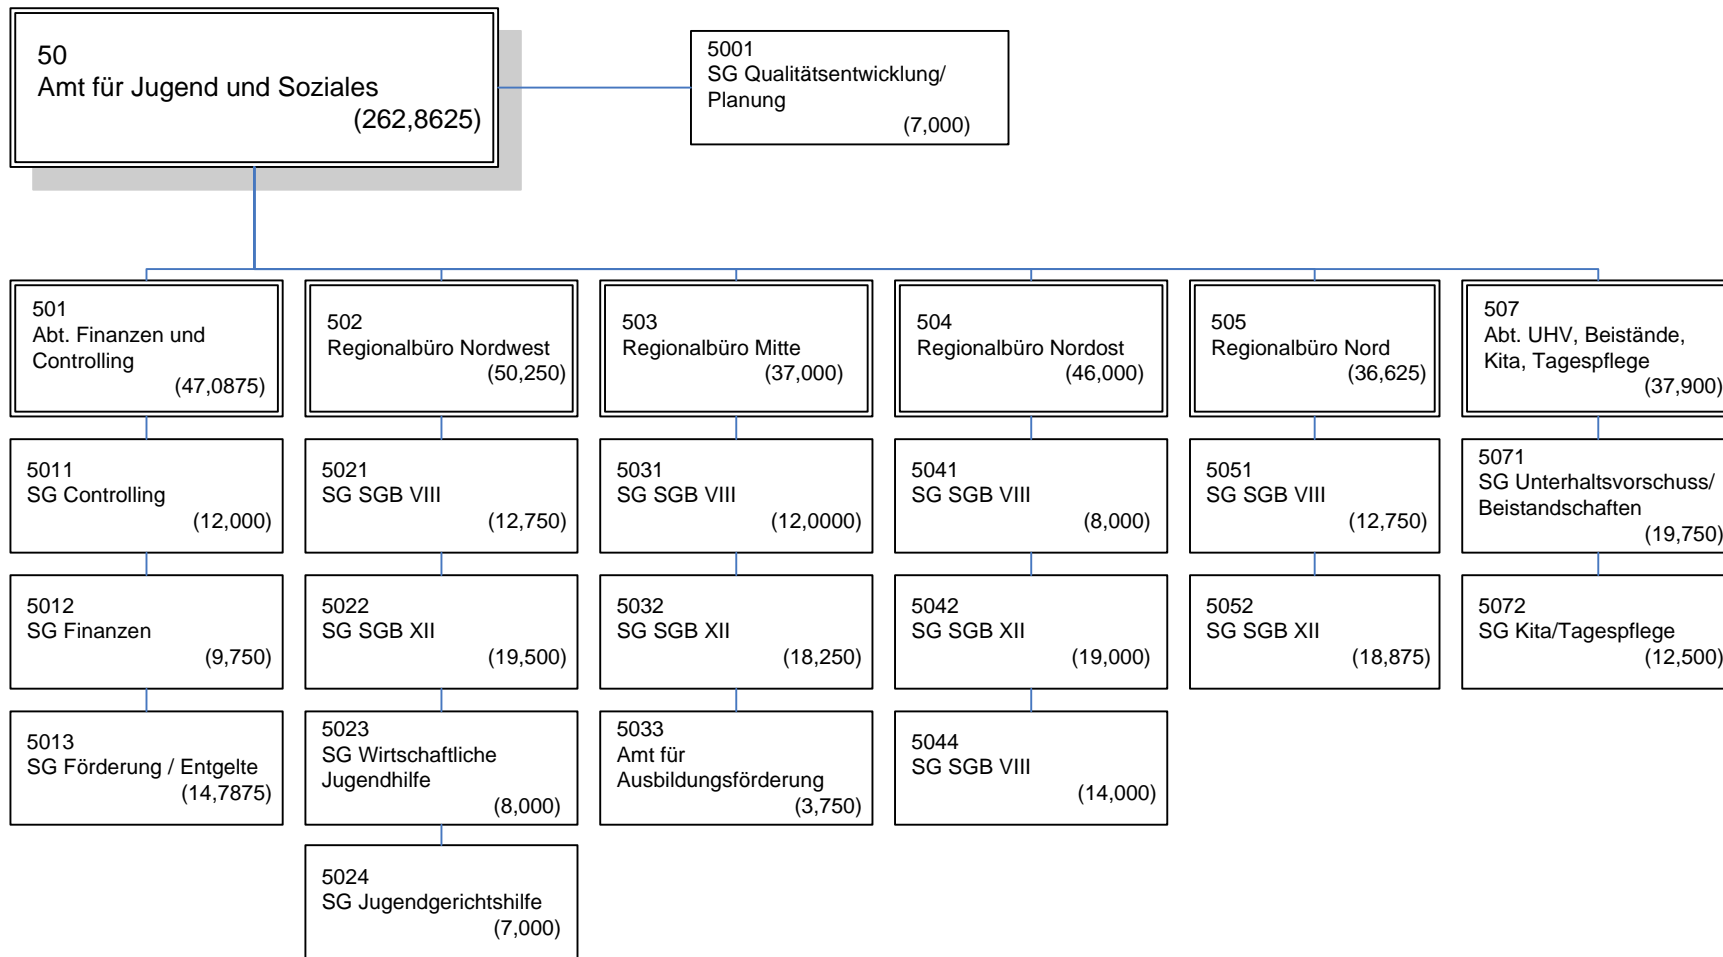 50
Amt für Jugend und Soziales
(262,8625)
5001
SG Qualitätsentwicklung/
Planung
(7,000)
501
Abt. Finanzen und
Controlling
(47,0875)
502
Regionalbüro Nordwest
(50,250)
503
Regionalbüro Mitte
(37,000)
504
Regionalbüro Nordost
(46,000)
505
Regionalbüro Nord
(36,625)
507
Abt. UHV, Beistände,
Kita, Tagespflege
(37,900)
5011
SG Controlling
(12,000)
5021
SG SGB VIII
(12,750)
5031
SG SGB VIII
(12,0000)
5041
SG SGB VIII
(8,000)
5051
SG SGB VIII
(12,750)
5071
SG Unterhaltsvorschuss/
Beistandschaften
(19,750)
5012
SG Finanzen
(9,750)
5022
SG SGB XII
(19,500)
5032
SG SGB XII
(18,250)
5042
SG SGB XII
(19,000)
5052
SG SGB XII
(18,875)
5072
SG Kita/Tagespflege
(12,500)
5013
SG Förderung / Entgelte
(14,7875)
5023
SG Wirtschaftliche
Jugendhilfe
(8,000)
5033
Amt für
Ausbildungsförderung
(3,750)
5044
SG SGB VIII
(14,000)
5024
SG Jugendgerichtshilfe
(7,000)